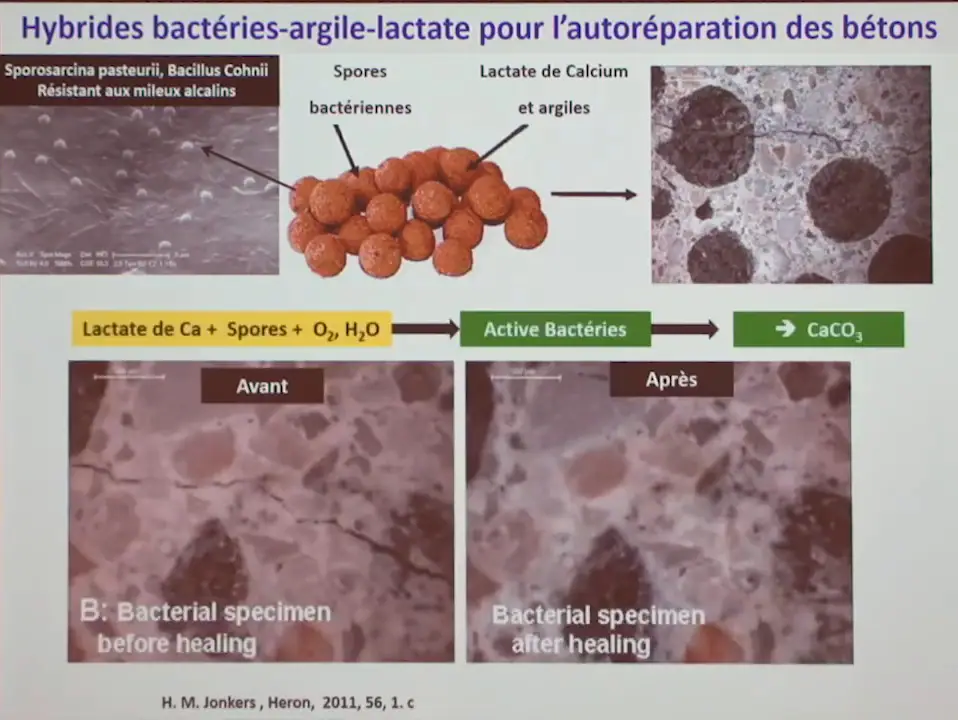 Hybrides bactéries-argile-lactate pour l'autoréparation des bétons
Sporosarcina pasteurii, Bacillus Cohnii
Résistant aux mileux alcalins
Spores
bactériennes
Lactate de Calcium
et argiles
Lactate de Ca + Spores + O₂, H₂O
Active Bactéries
➔ CaCO₃
Avant
Après
B: Bacterial specimen
before healing
Bacterial specimen
after healing
H. M. Jonkers , Heron, 2011, 56, 1. c